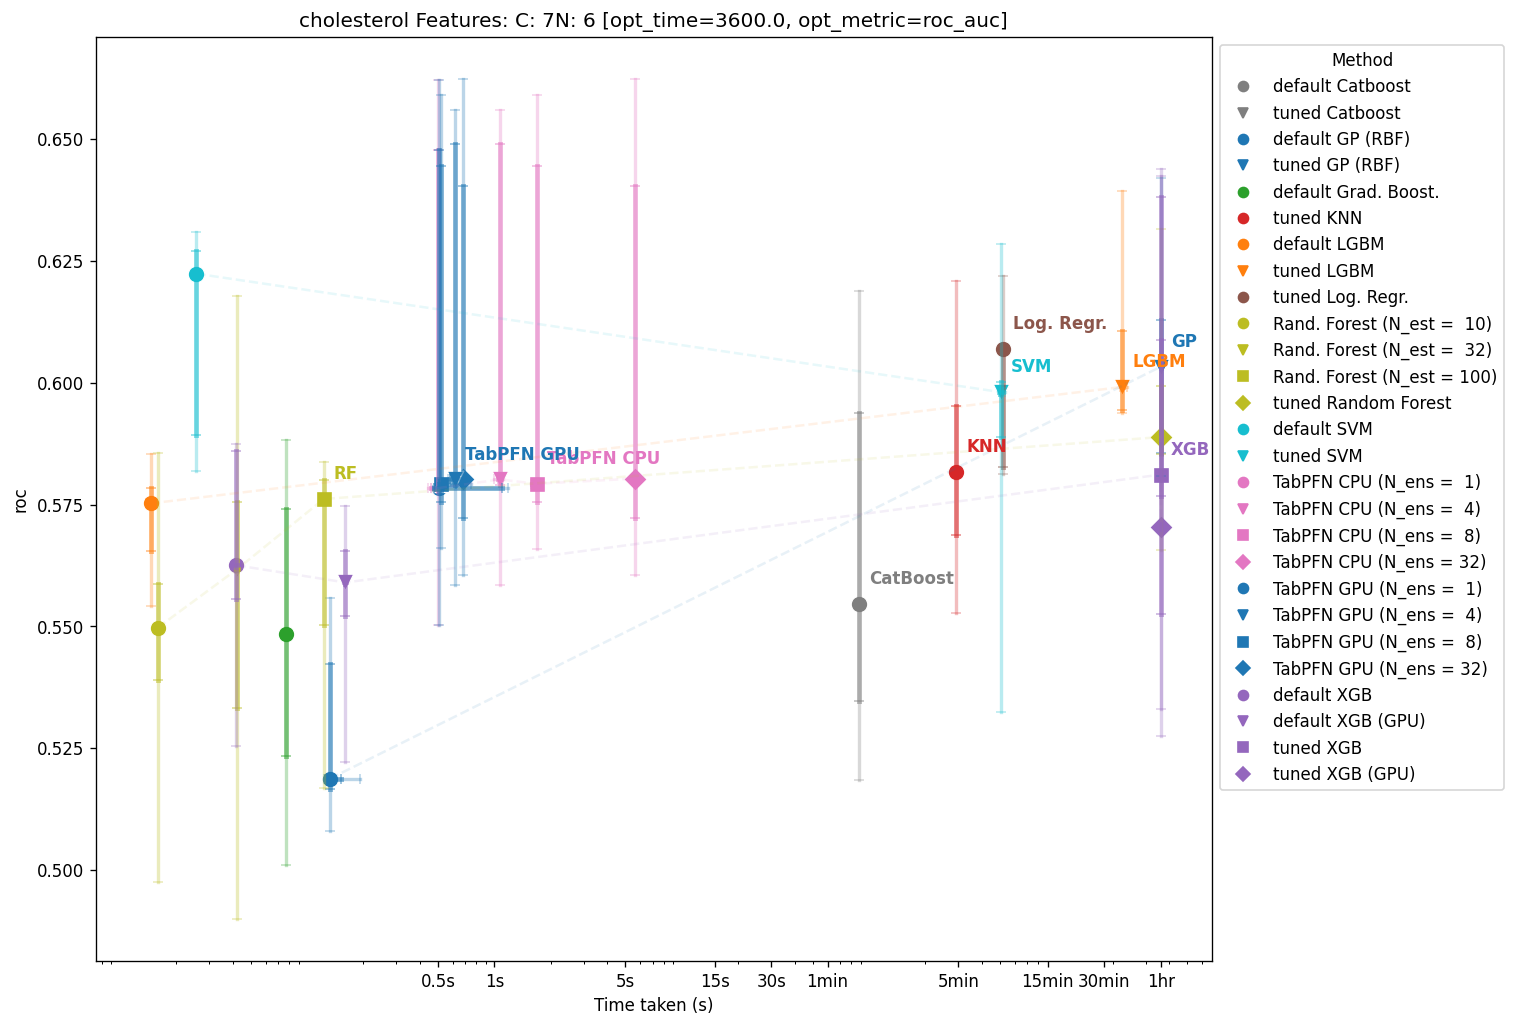 cholesterol Features: C: 7N: 6 [opt_time=3600.0, opt_metric=roc_auc]
roc
0.650
0.625
0.600
0.575
0.550
0.525
0.500
Log. Regr.
SVM
GP
LGBM
KNN
XGB
TabPFN GPU
TabPFN CPU
RF
CatBoost
0.5s 1s 5s 15s 30s 1min 5min 15min 30min 1hr
Time taken (s)
Method
default Catboost
tuned Catboost
default GP (RBF)
tuned GP (RBF)
default Grad. Boost.
tuned KNN
default LGBM
tuned LGBM
tuned Log. Regr.
Rand. Forest (N_est =  10)
Rand. Forest (N_est =  32)
Rand. Forest (N_est = 100)
tuned Random Forest
default SVM
tuned SVM
TabPFN CPU (N_ens =  1)
TabPFN CPU (N_ens =  4)
TabPFN CPU (N_ens =  8)
TabPFN CPU (N_ens = 32)
TabPFN GPU (N_ens =  1)
TabPFN GPU (N_ens =  4)
TabPFN GPU (N_ens =  8)
TabPFN GPU (N_ens = 32)
default XGB
default XGB (GPU)
tuned XGB
tuned XGB (GPU)